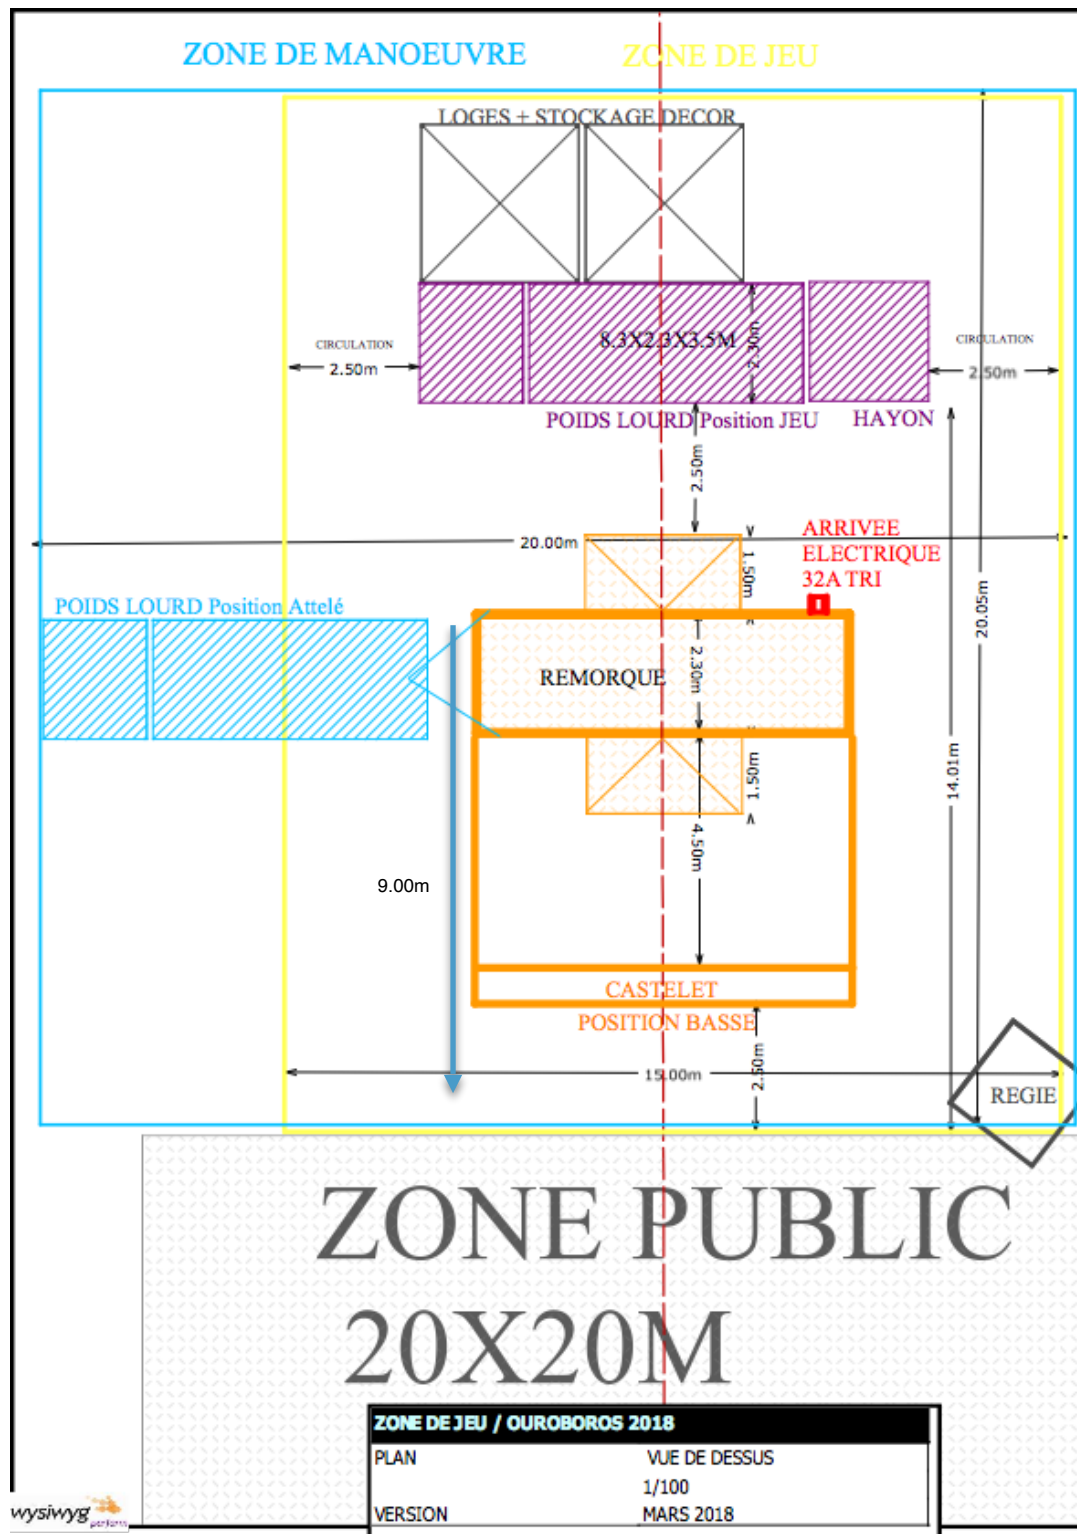 ZONE DE MANOEUVRE
ZONE DE JEU
LOGES + STOCKAGE DECOR
8.3X2.3X3.5M
2.30m
CIRCULATION
2.50m
CIRCULATION
2.50m
POIDS LOURD Position JEU
HAYON
2.50m
20.00m
1.50m
ARRIVEE
ELECTRIQUE
32A TRI
20.05m
POIDS LOURD Position Attelé
REMORQUE
2.30m
1.50m
14.01m
4.50m
9.00m
CASTELET
POSITION BASSE
2.50m
15.00m
REGIE
ZONE PUBLIC
20X20M
ZONE DE JEU / OUROBOROS 2018
PLAN VUE DE DESSUS
1/100
VERSION MARS 2018
wysiwyg
perform